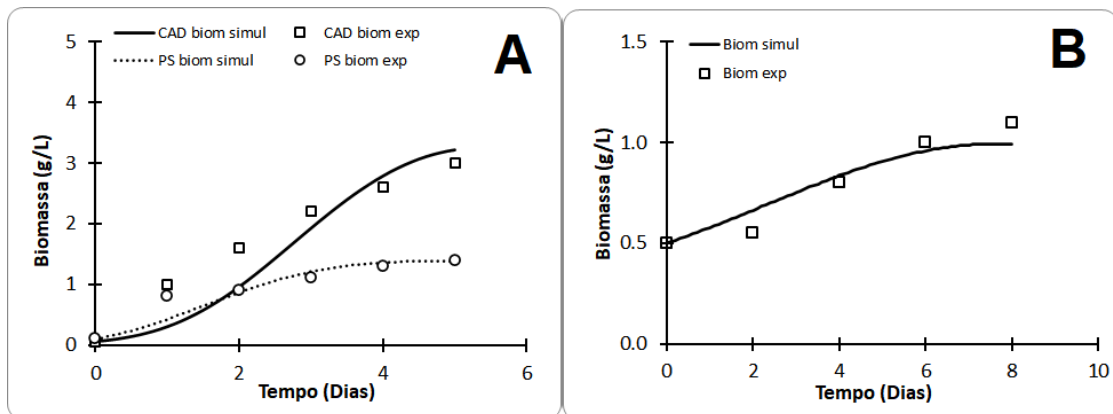 CAD biom simul
CAD biom exp
PS biom simul
PS biom exp
A
Biomassa (g/L)
5
4
3
2
1
0
0
2
4
6
Tempo (Dias)
Biom simul
Biom exp
B
Biomassa (g/L)
1.5
1.0
0.5
0.0
0
2
4
6
8
10
Tempo (Dias)